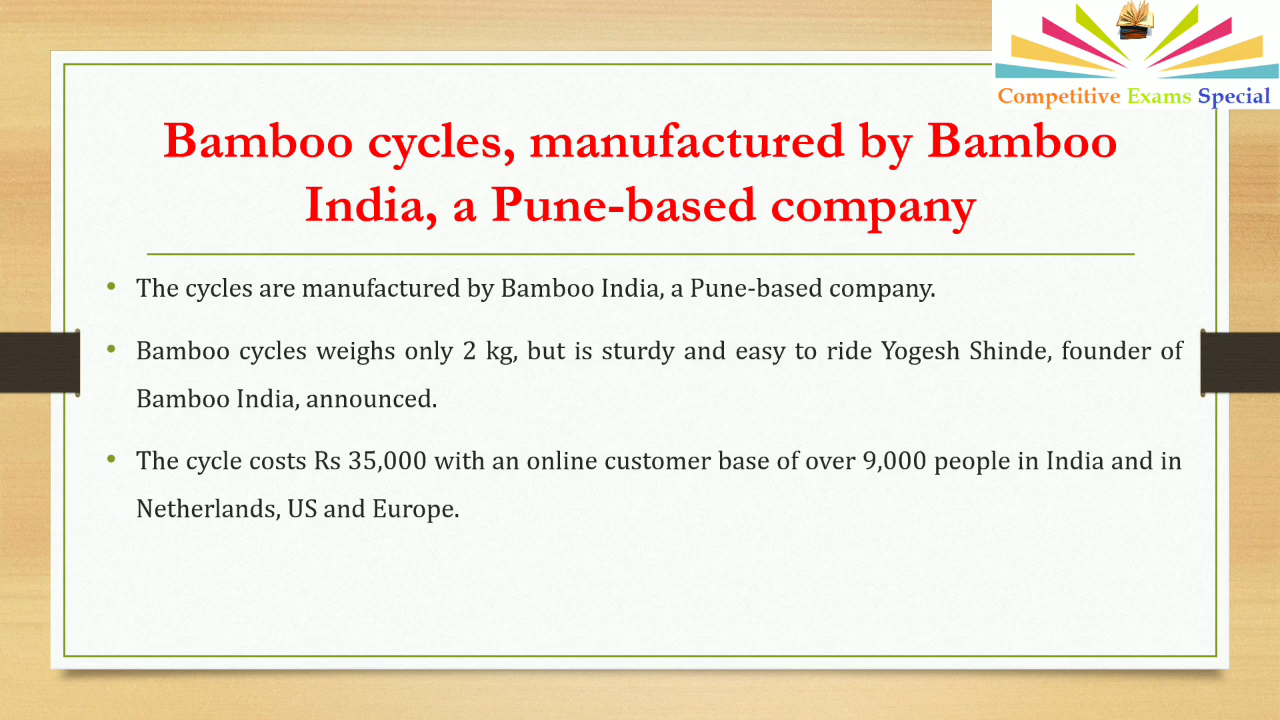 Competitive Exams Special
Bamboo cycles, manufactured by Bamboo
India, a Pune-based company
• The cycles are manufactured by Bamboo India, a Pune-based company.
• Bamboo cycles weighs only 2 kg, but is sturdy and easy to ride Yogesh Shinde, founder of
Bamboo India, announced.
• The cycle costs Rs 35,000 with an online customer base of over 9,000 people in India and in
Netherlands, US and Europe.